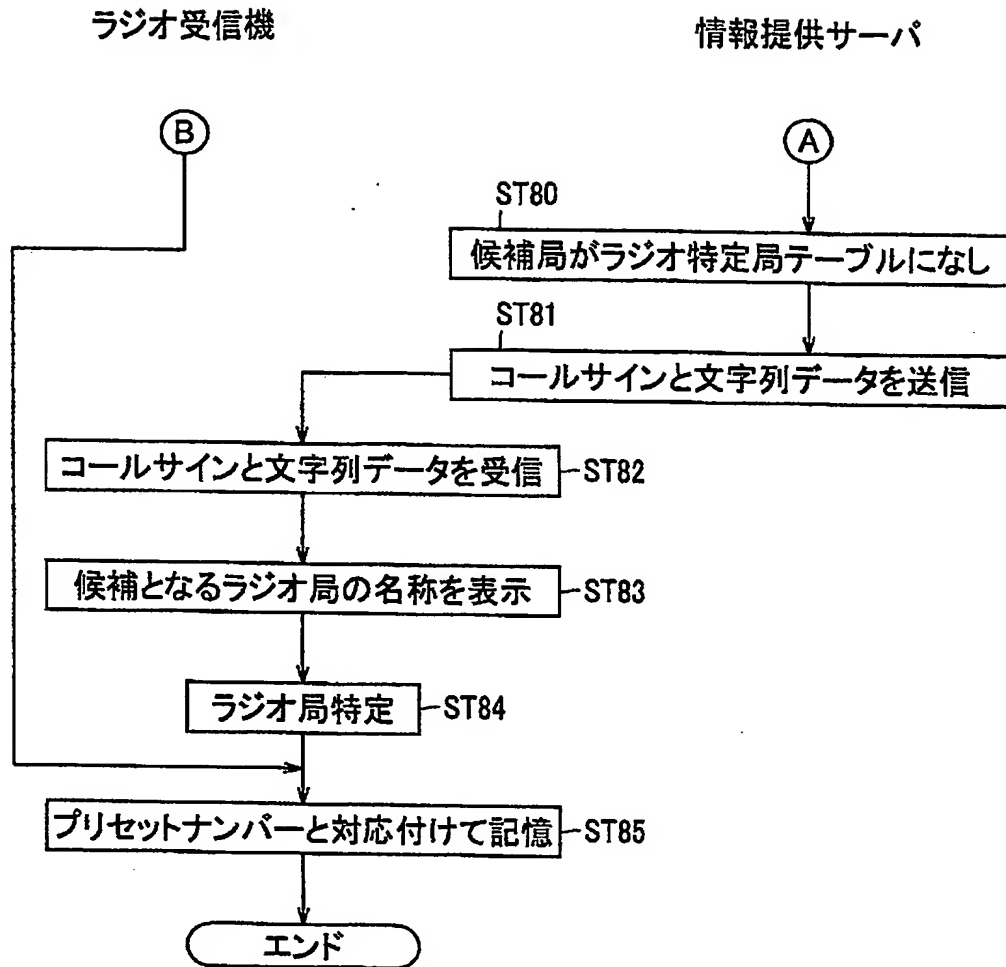 ラジオ受信機
情報提供サーバ
B
A
ST80
候補局がラジオ特定局テーブルになし
ST81
コールサインと文字列データを送信
コールサインと文字列データを受信
ST82
候補となるラジオ局の名称を表示
ST83
ラジオ局特定
ST84
プリセットナンバーと対応付けて記憶
ST85
エンド